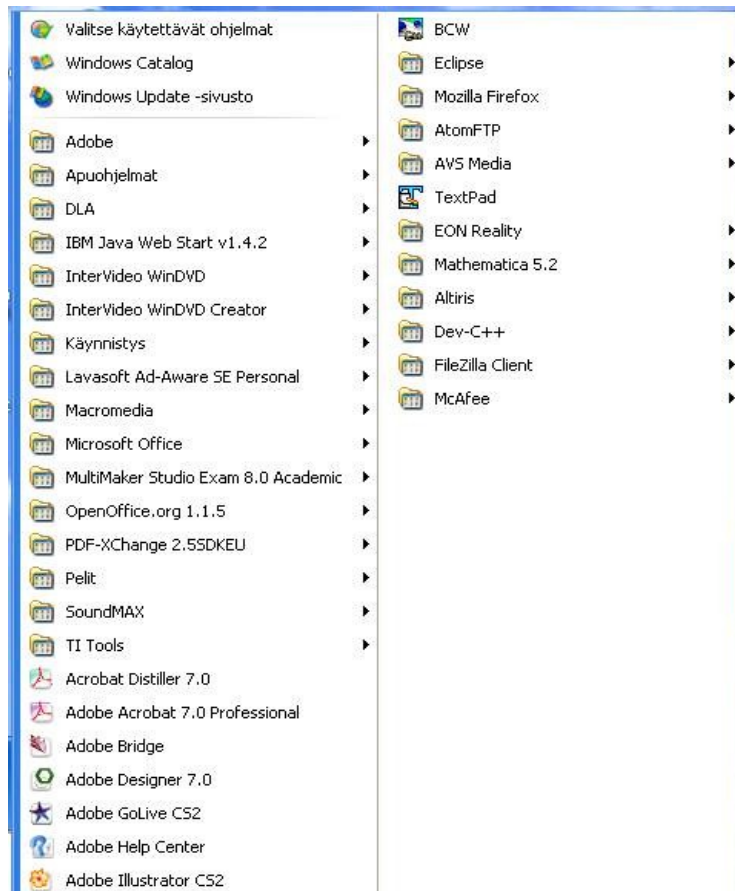 Valitse käytettävät ohjelmat
Windows Catalog
Windows Update -sivusto
Adobe
Apuohjelmat
DLA
IBM Java Web Start v1.4.2
InterVideo WinDVD
InterVideo WinDVD Creator
Käynnistys
Lavasoft Ad-Aware SE Personal
Macromedia
Microsoft Office
MultiMaker Studio Exam 8.0 Academic
OpenOffice.org 1.1.5
PDF-XChange 2.5SDKEU
Pelit
SoundMAX
TI Tools
Acrobat Distiller 7.0
Adobe Acrobat 7.0 Professional
Adobe Bridge
Adobe Designer 7.0
Adobe GoLive CS2
Adobe Help Center
Adobe Illustrator CS2
BCW
Eclipse
Mozilla Firefox
AtomFTP
AVS Media
TextPad
EON Reality
Mathematica 5.2
Altiris
Dev-C++
FileZilla Client
McAfee